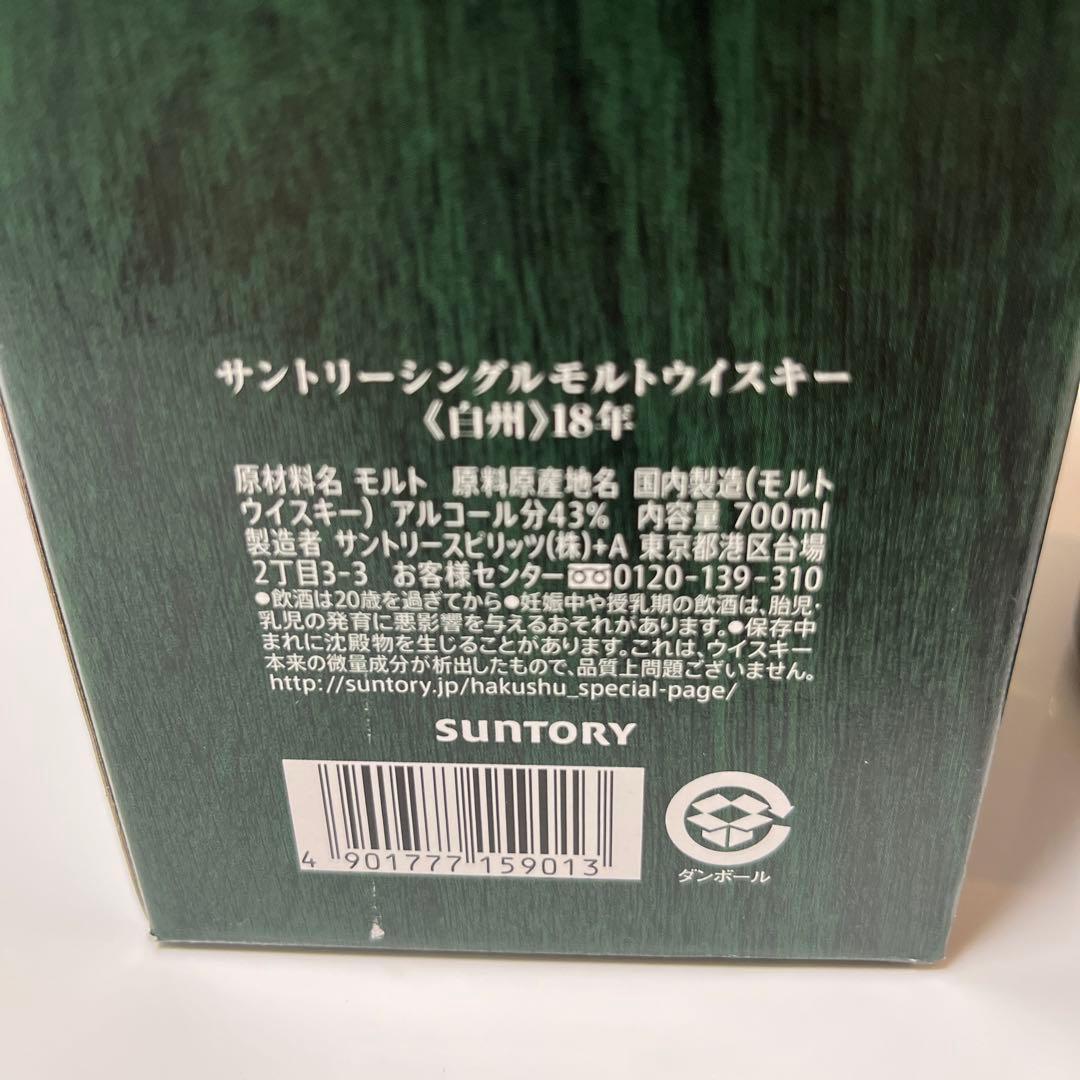 サントリーシングルモルトウイスキー
《白州》18年
原材料名 モルト 原料原産地名 国内製造(モルト
ウイスキー) アルコール分43% 内容量 700ml
製造者 サントリースピリッツ(株)+A 東京都港区台場
2丁目3-3 お客様センター 0120-139-310
●飲酒は20歳を過ぎてから●妊娠中や授乳期の飲酒は、胎児・
乳児の発育に悪影響を与えるおそれがあります。●保存中
まれに沈殿物を生じることがあります。これは、ウイスキー
本来の微量成分が析出したもので、品質上問題ございません。
http://suntory.jp/hakushu_special-page/
SUNTORY
4 901777 159013
ダンボール